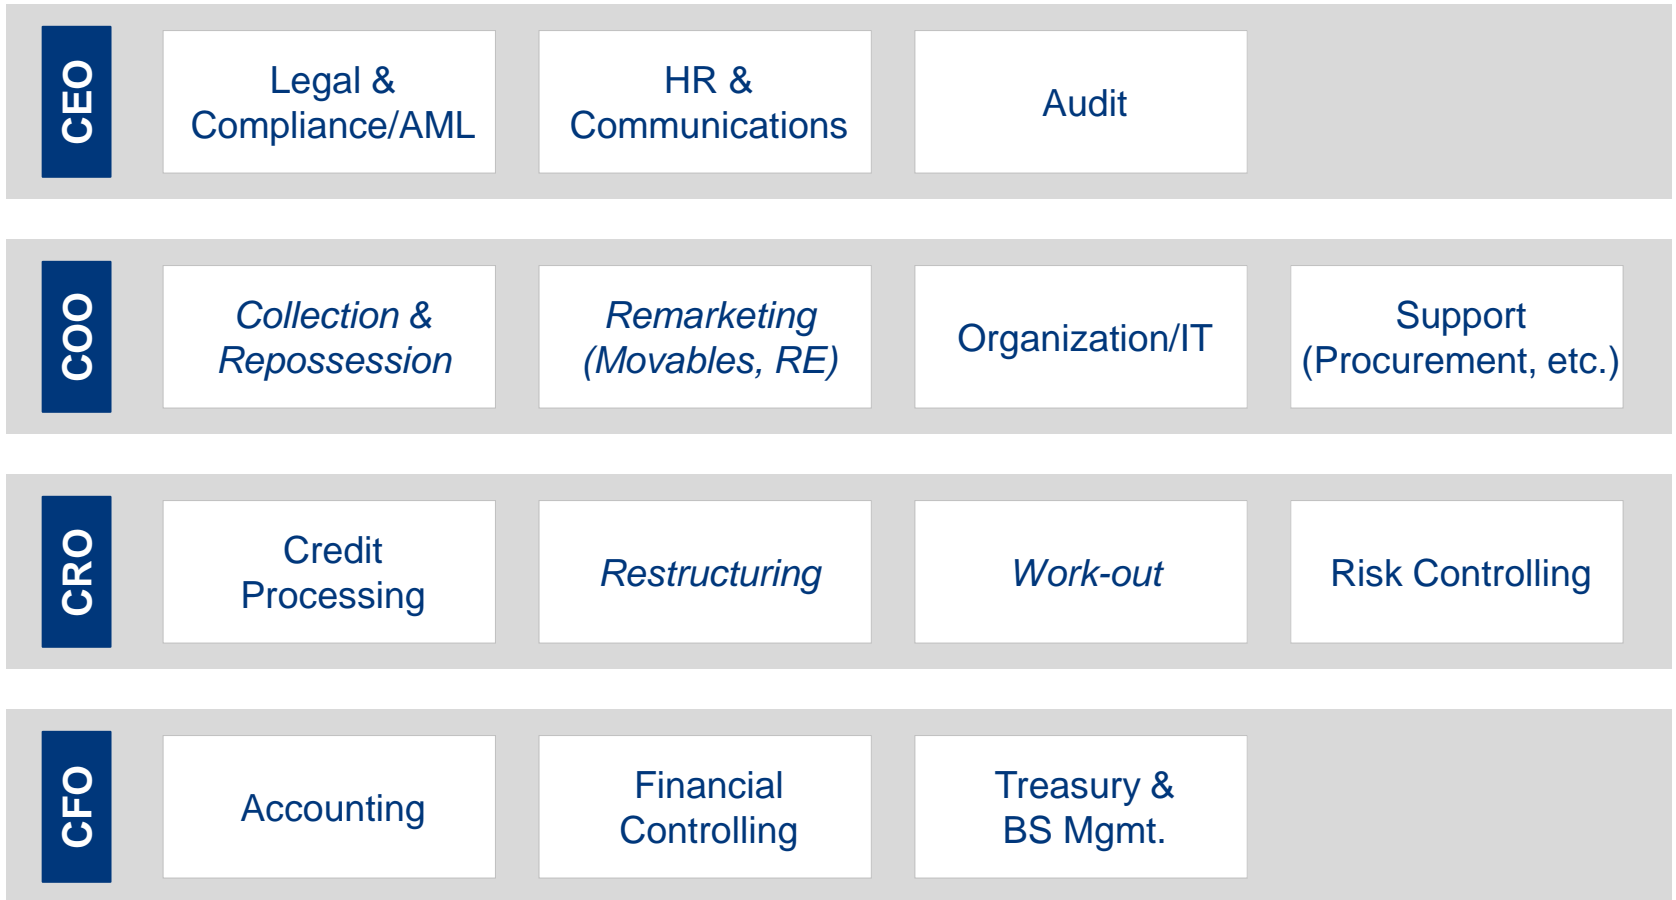 CEO
Legal &
Compliance/AML
HR &
Communications
Audit
COO
Collection &
Repossession
Remarketing
(Movables, RE)
Organization/IT
Support
(Procurement, etc.)
CRO
Credit
Processing
Restructuring
Work-out
Risk Controlling
CFO
Accounting
Financial
Controlling
Treasury &
BS Mgmt.